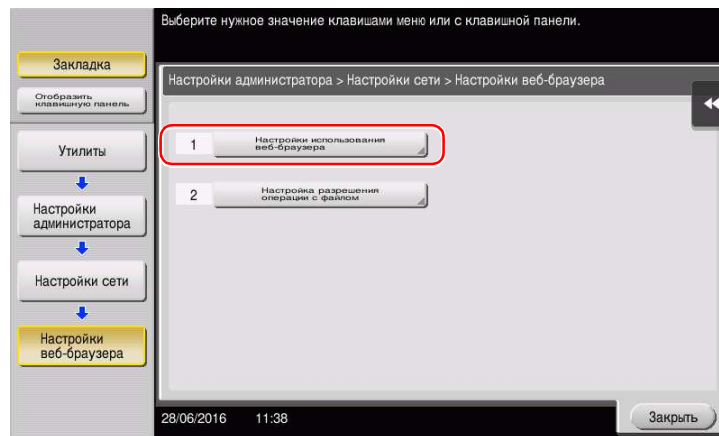 Выберите нужное значение клавишами меню или с клавишной панели.
Закладка
Отобразить
клавишную панель
Утилиты
Настройки
администратора
Настройки сети
Настройки
веб-браузера
Настройки администратора > Настройки сети > Настройки веб-браузера
1
Настройки использования
веб-браузера
2
Настройка разрешения
операции с файлом
28/06/2016 11:38
Закрыть